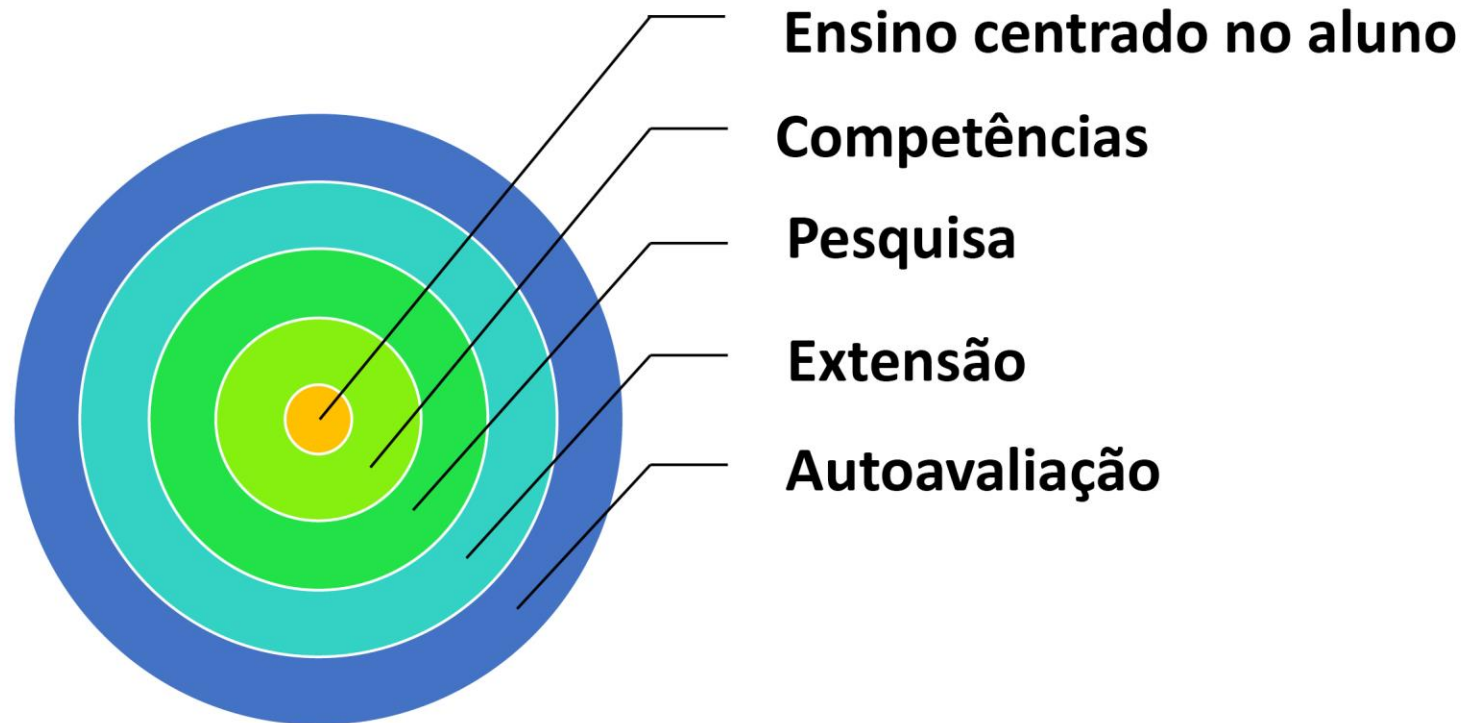 Ensino centrado no aluno
Competências
Pesquisa
Extensão
Autoavaliação